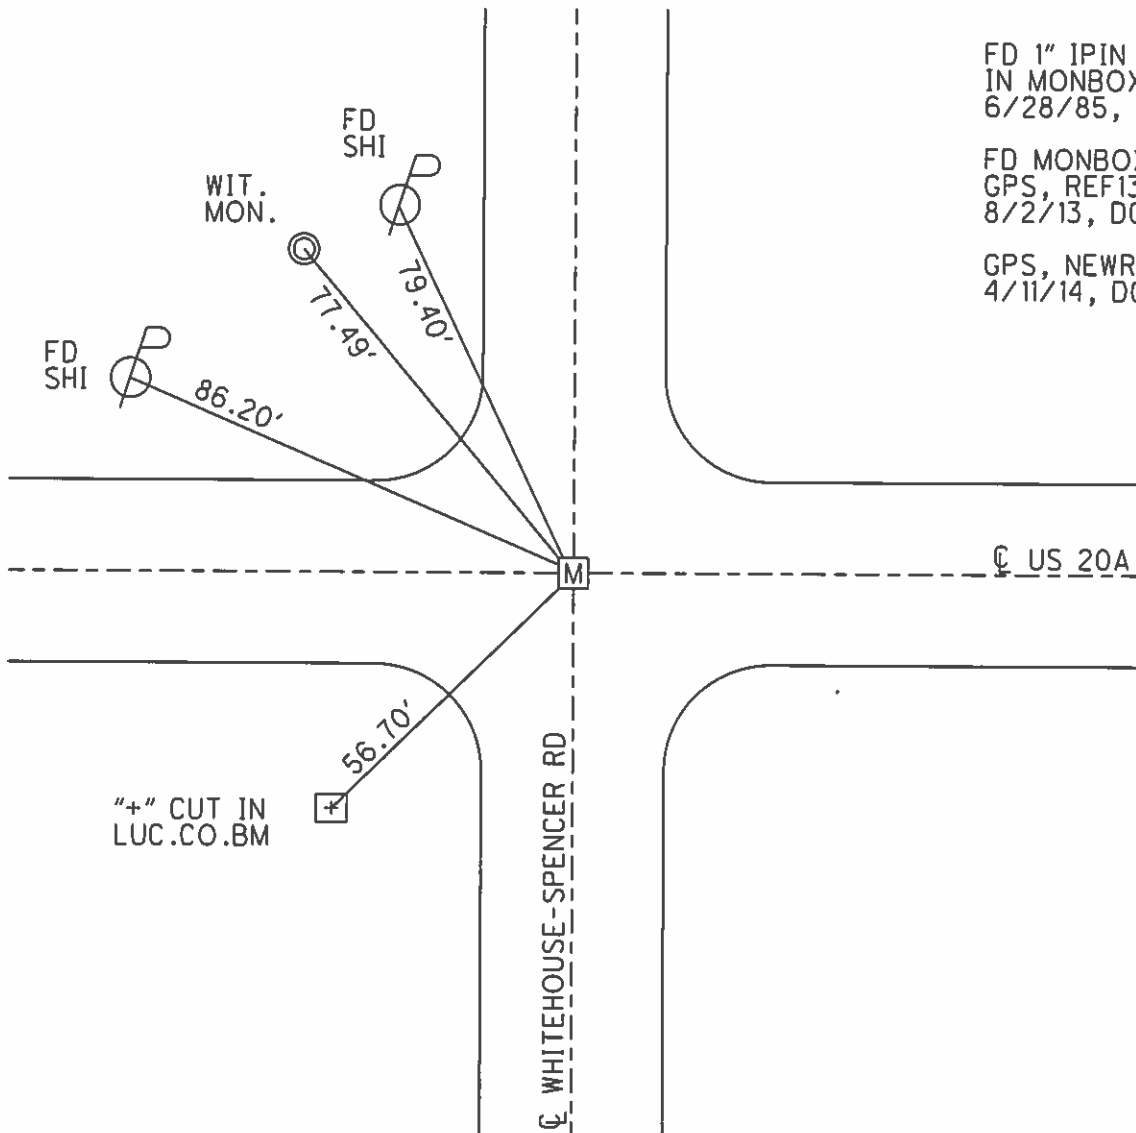 FD 1" IPIN
IN MONBOX
6/28/85,
FD MONBOX
GPS, REF13
8/2/13, DO
GPS, NEWR
4/11/14, DO
FD
SHI
WIT.
MON.
79.40'
77.49'
FD
SHI
86.20'
M
℄ US 20A
56.70'
"+" CUT IN
LUC.CO.BM
+
℄ WHITEHOUSE-SPENCER RD